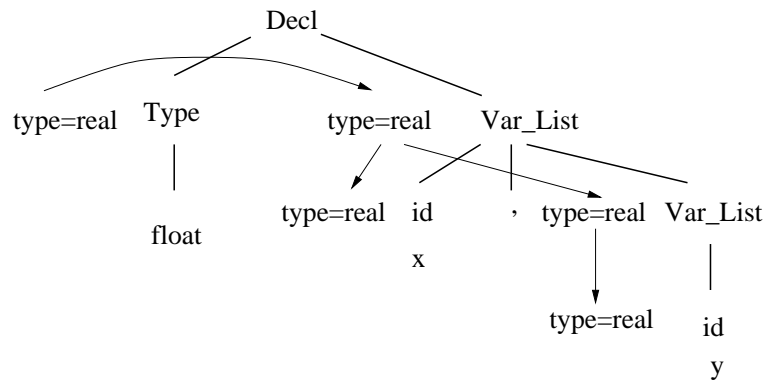 Decl
type=real Type type=real Var_List
type=real id , type=real Var_List
float
x
type=real id
y